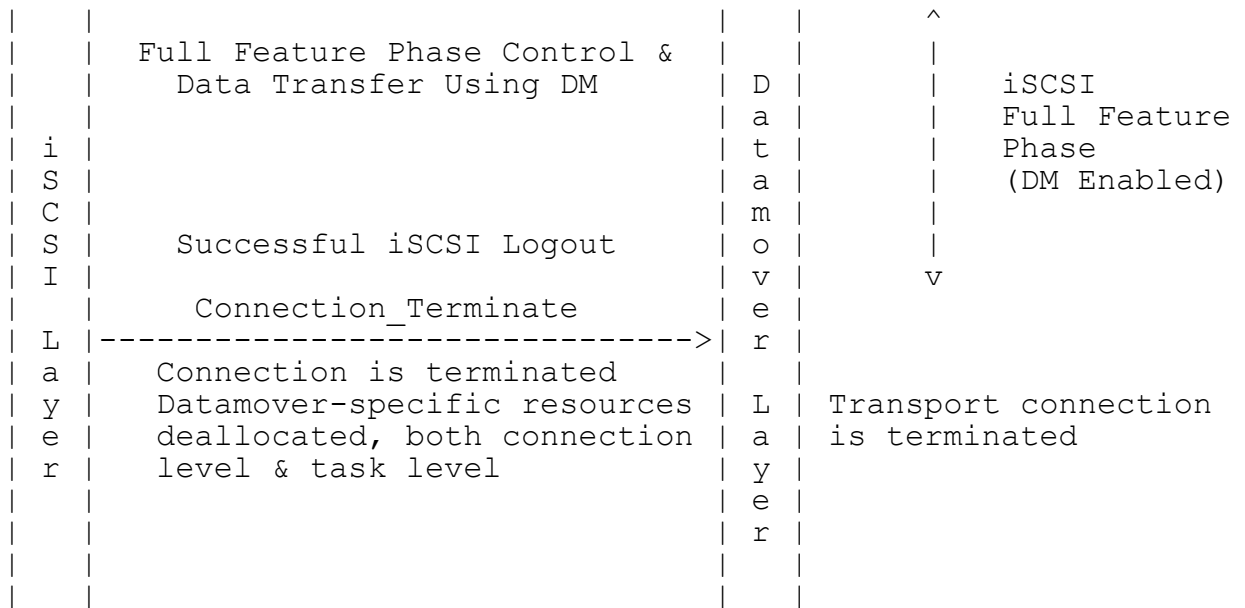 |   |                               |   |      ^
|   |  Full Feature Phase Control & |   |      |
|   |    Data Transfer Using DM     | D |      |   iSCSI
|   |                               | a |      |   Full Feature
| i |                               | t |      |   Phase
| S |                               | a |      |   (DM Enabled)
| C |                               | m |      |
| S |    Successful iSCSI Logout    | o |      |
| I |                               | v |      v
|   |     Connection_Terminate      | e |
| L |------------------------------>| r |
| a |   Connection is terminated    |   |
| y |   Datamover-specific resources | L | Transport connection
| e |   deallocated, both connection | a | is terminated
| r |   level & task level          | y |
|   |                               | e |
|   |                               | r |
|   |                               |   |
|   |                               |   |